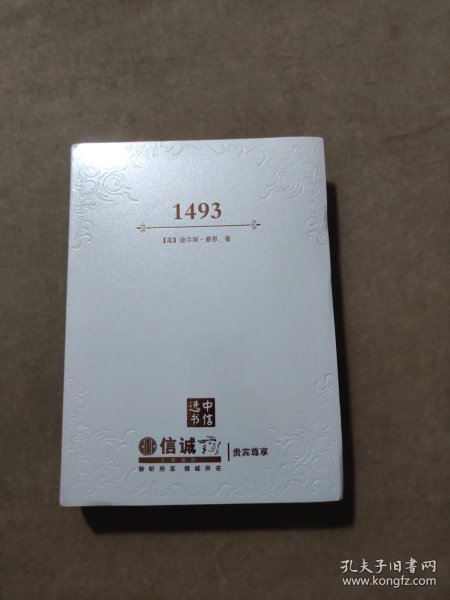 1493
【美】查尔斯·曼恩 著
中信
选书
信诚
贵宾尊享
聆听所至 信诚所在
孔夫子旧书网
www.kongfz.com